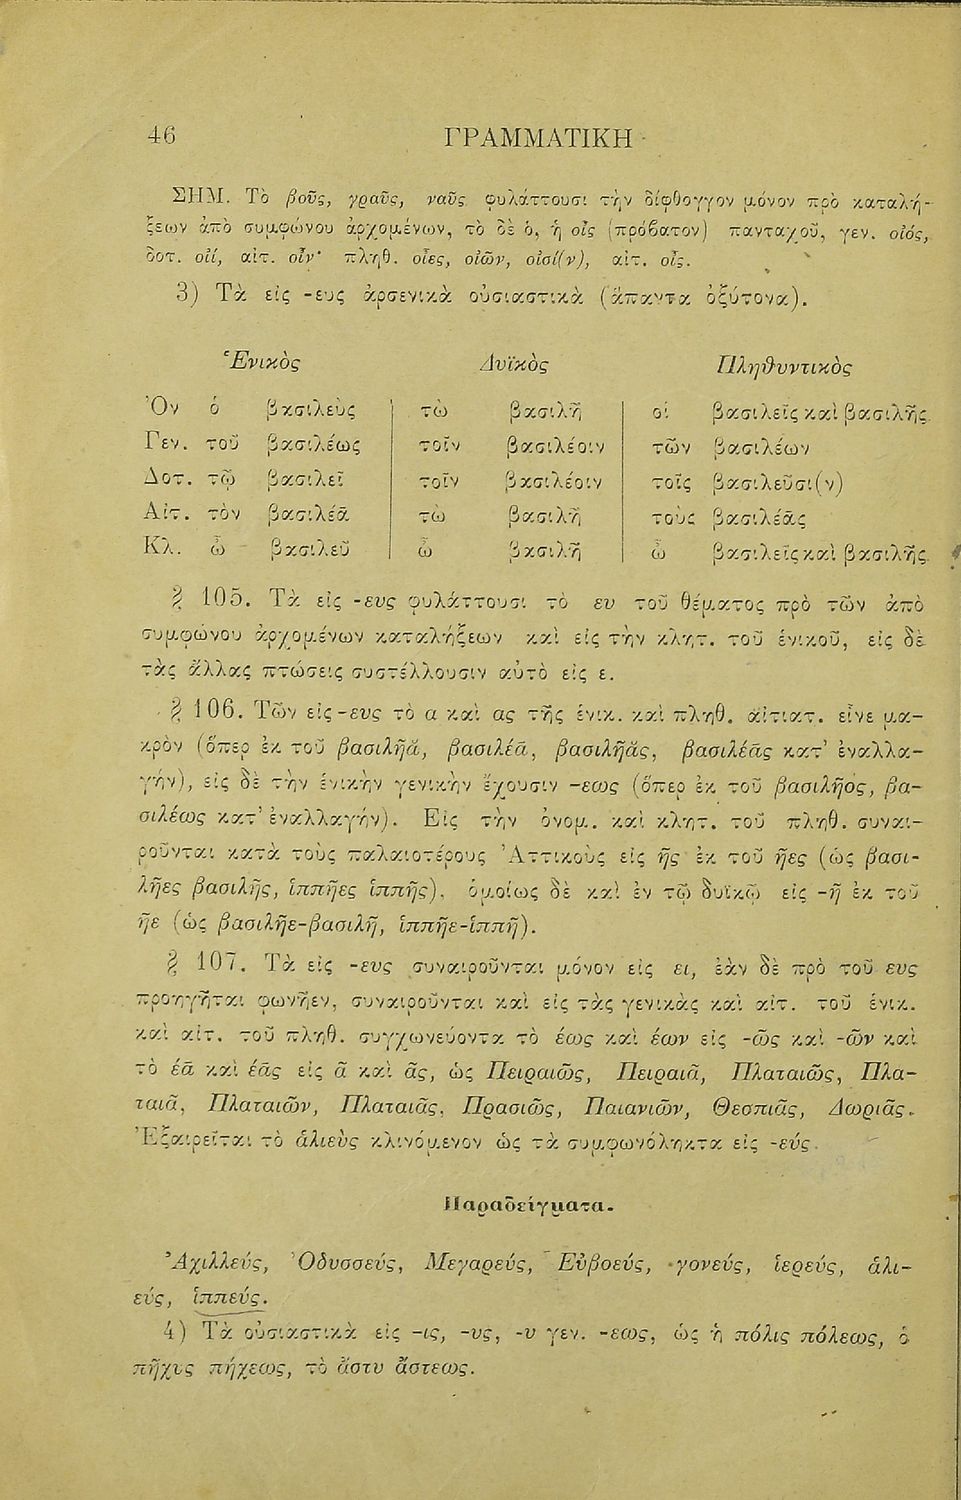 46 ΓΡΑΜΜΑΤΙΚΗ
ΣΗΜ. Τὸ βοῦς, γραῦς, ναῦς φυλάττουσι τὴν δίφθογγον μόνον πρὸ καταλή-
ξεων ἀπὸ συμφώνου ἀρχομένων, τὸ δὲ ὁ, ἡ οἶς (πρόβατον) πανταχοῦ, γεν. οἰός,
δοτ. οἰί, αἰτ. οἶν· πληθ. οἶες, οἰῶν, οἰσί(ν), αἰτ. οἶς.
3) Τὰ εἰς -ευς ἀρσενικὰ οὐσιαστικὰ (ἅπαντα ὀξύτονα).
Ἑνικὸς Δυϊκὸς Πληθυντικὸς
Ὀν ὁ βασιλεὺς τὼ βασιλῆ οἱ βασιλεῖς καὶ βασιλῆς
Γεν. τοῦ βασιλέως τοῖν βασιλέοιν τῶν βασιλέων
Δοτ. τῷ βασιλεῖ τοῖν βασιλέοιν τοῖς βασιλεῦσι(ν)
Αἰτ. τὸν βασιλέᾱ τὼ βασιλῆ τοὺς βασιλέᾱς
Κλ. ὦ βασιλεῦ ὦ βασιλῆ ὦ βασιλεῖς καὶ βασιλῆς.
§ 105. Τὰ εἰς -ευς φυλάττουσι τὸ ευ τοῦ θέματος πρὸ τῶν ἀπὸ
συμφώνου ἀρχομένων καταλήξεων καὶ εἰς τὴν κλητ. τοῦ ἑνικοῦ, εἰς δὲ
τὰς ἄλλας πτώσεις συστέλλουσιν αὐτὸ εἰς ε.
§ 106. Τῶν εἰς -ευς τὸ α καὶ ας τῆς ἑνικ. καὶ πληθ. αἰτιατ. εἶνε μα-
κρὸν (ὅπερ ἐκ τοῦ βασιλῆᾰ, βασιλέᾱ, βασιλῆᾰς, βασιλέᾱς κατ' ἐναλλα-
γήν), εἰς δὲ τὴν ἑνικὴν γενικὴν ἔχουσιν -εως (ὅπερ ἐκ τοῦ βασιλῆος, βα-
σιλέως κατ' ἐναλλαγήν). Εἰς τὴν ὀνομ. καὶ κλητ. τοῦ πληθ. συναι-
ροῦνται κατὰ τοὺς παλαιοτέρους Ἀττικοὺς εἰς ῆς ἐκ τοῦ ῆες (ὡς βασι-
λῆες βασιλῆς, ἱππῆες ἱππῆς), ὁμοίως δὲ καὶ ἐν τῷ δυϊκῷ εἰς -ῆ ἐκ τοῦ
ῆε (ὡς βασιλῆε-βασιλῆ, ἱππῆε-ἱππῆ).
§ 107. Τὰ εἰς -ευς συναιροῦνται μόνον εἰς ει, ἐὰν δὲ πρὸ τοῦ ευς
προηγῆται φωνῆεν, συναιροῦνται καὶ εἰς τὰς γενικὰς καὶ αἰτ. τοῦ ἑνικ.
καὶ αἰτ. τοῦ πληθ. συγχωνεύοντα τὸ έως καὶ έων εἰς -ῶς καὶ -ῶν καὶ
τὸ έᾱ καὶ έᾱς εἰς ᾶ καὶ ᾶς, ὡς Πειραιῶς, Πειραιᾶ, Πλαταιῶς, Πλα-
ταιᾶ, Πλαταιῶν, Πλαταιᾶς, Πρασιῶς, Παιανιῶν, Θεσπιᾶς, Δωριᾶς.
Ἐξαιρεῖται τὸ ἁλιεὺς κλινόμενον ὡς τὰ συμφωνόληκτα εἰς -εύς.
Παραδείγματα.
Ἀχιλλεύς, Ὀδυσσεύς, Μεγαρεύς, Εὐβοεύς, γονεύς, ἱερεύς, ἁλι-
εύς, ἱππεύς.
4) Τὰ οὐσιαστικὰ εἰς -ις, -υς, -υ γεν. -εως, ὡς ἡ πόλις πόλεως, ὁ
πῆχυς πήχεως, τὸ ἄστυ ἄστεως.